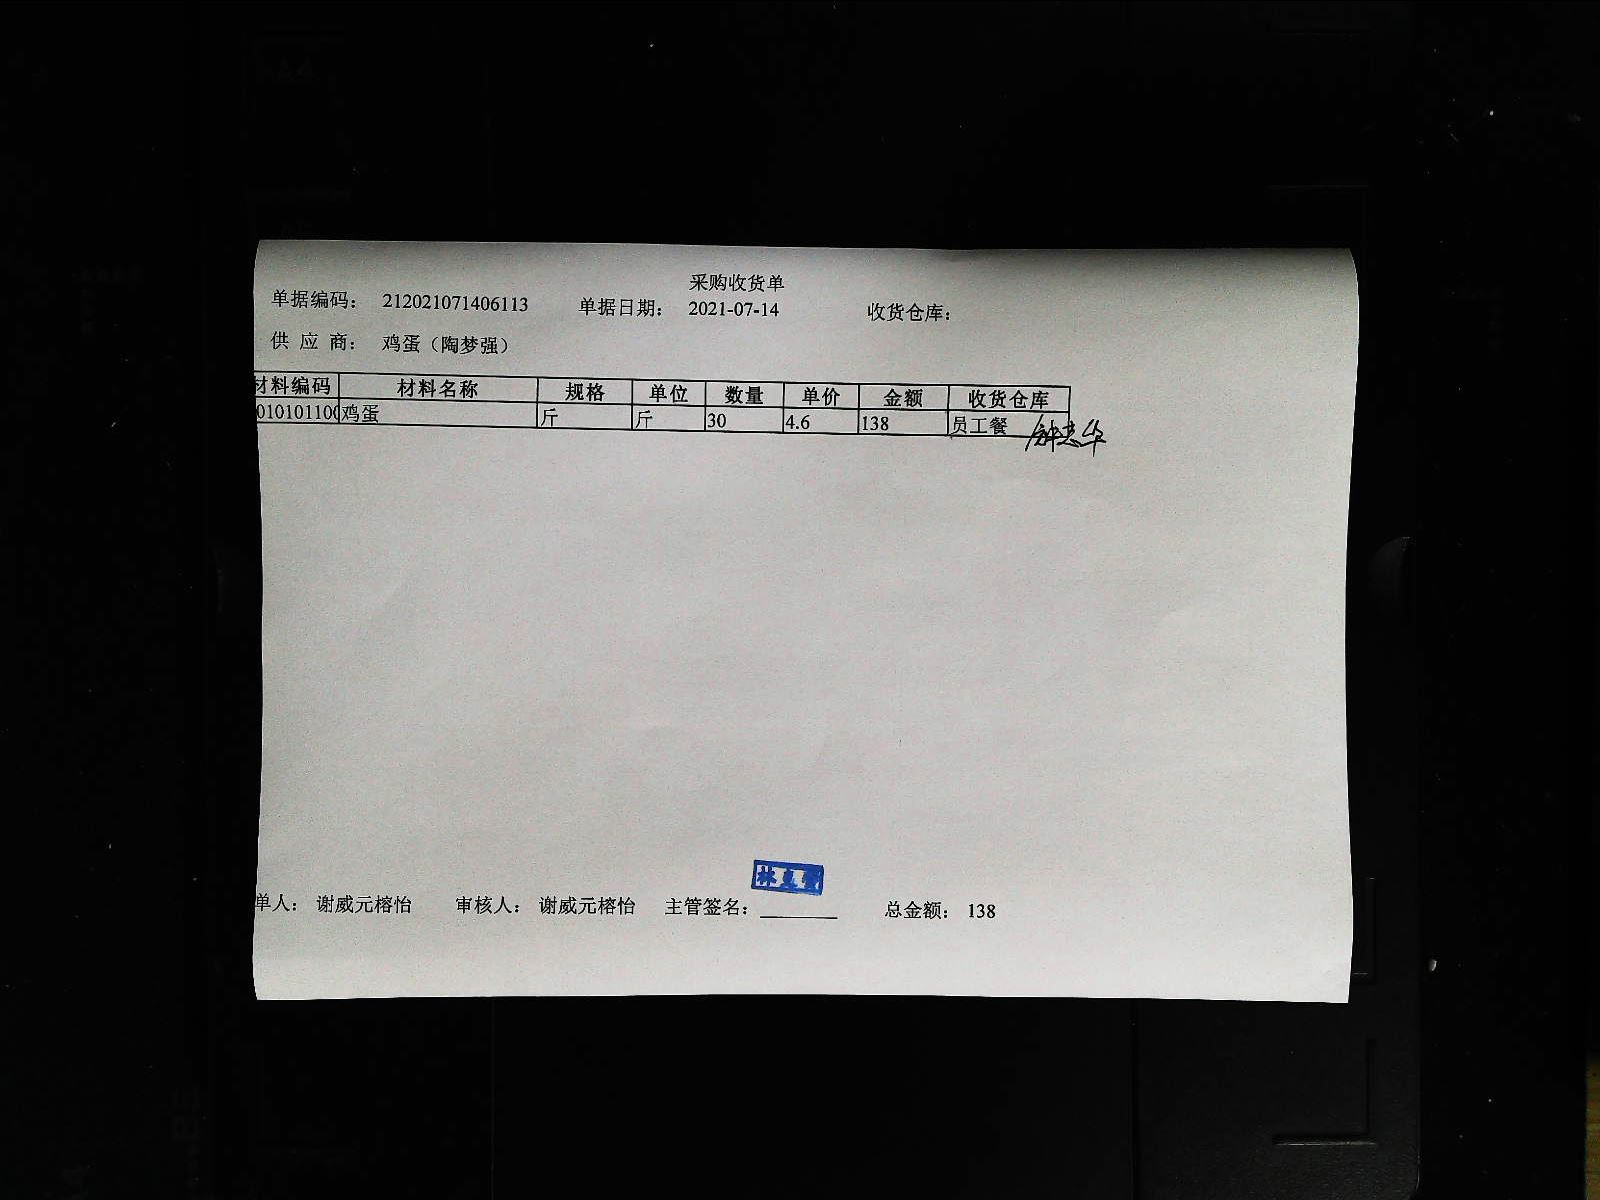 采购收货单
单据编码： 212021071406113 单据日期： 2021-07-14 收货仓库：
供 应 商： 鸡蛋（陶梦强）
材料编码 材料名称 规格 单位 数量 单价 金额 收货仓库
010101100 鸡蛋 斤 斤 30 4.6 138 员工餐
钟志华
单人： 谢威元榕怡 审核人： 谢威元榕怡 主管签名： 总金额： 138